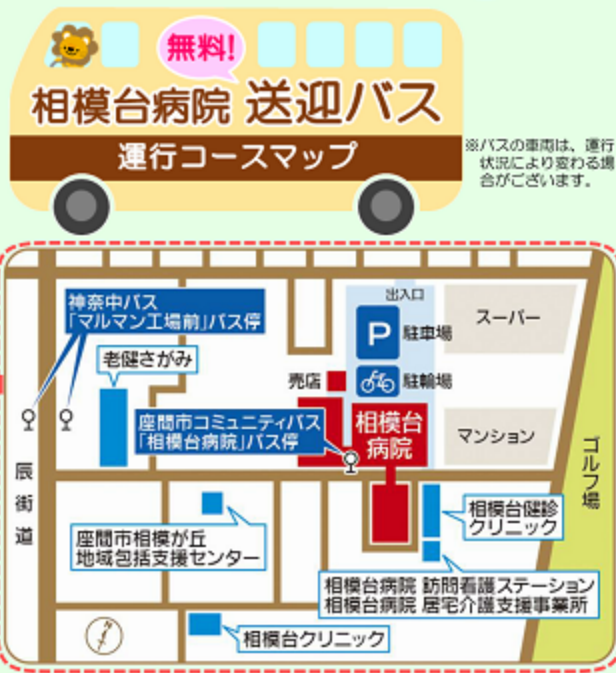 無料!
相模台病院 送迎バス
運行コースマップ
※バスの車両は、運行
状況により変わる場
合がございます。
出入口
神奈中バス
「マルマン工場前」バス停
P
駐車場
スーパー
老健さがみ
売店
駐輪場
座間市コミュニティバス
「相模台病院」バス停
相模台
病院
マンション
ゴルフ場
辰街道
相模台健診
クリニック
座間市相模が丘
地域包括支援センター
相模台病院 訪問看護ステーション
相模台病院 居宅介護支援事業所
相模台クリニック